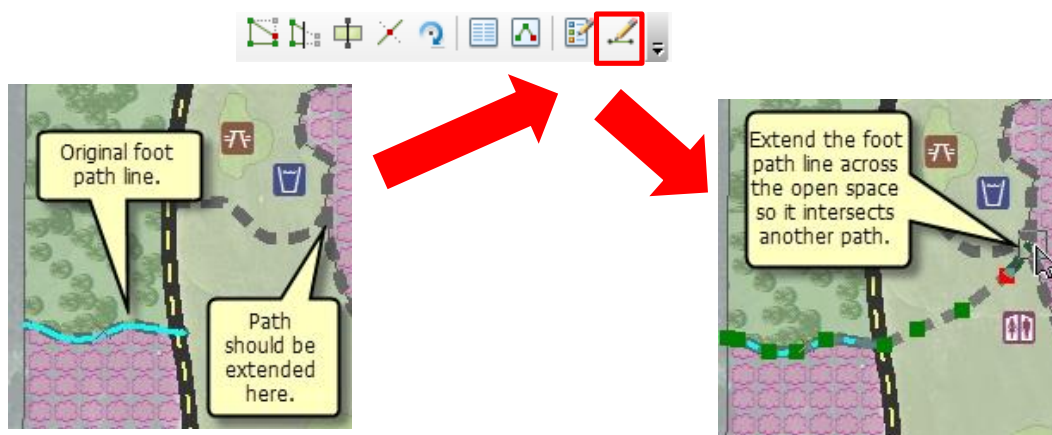 Original foot
path line.
Path
should be
extended
here.
Extend the foot
path line across
the open space
so it intersects
another path.